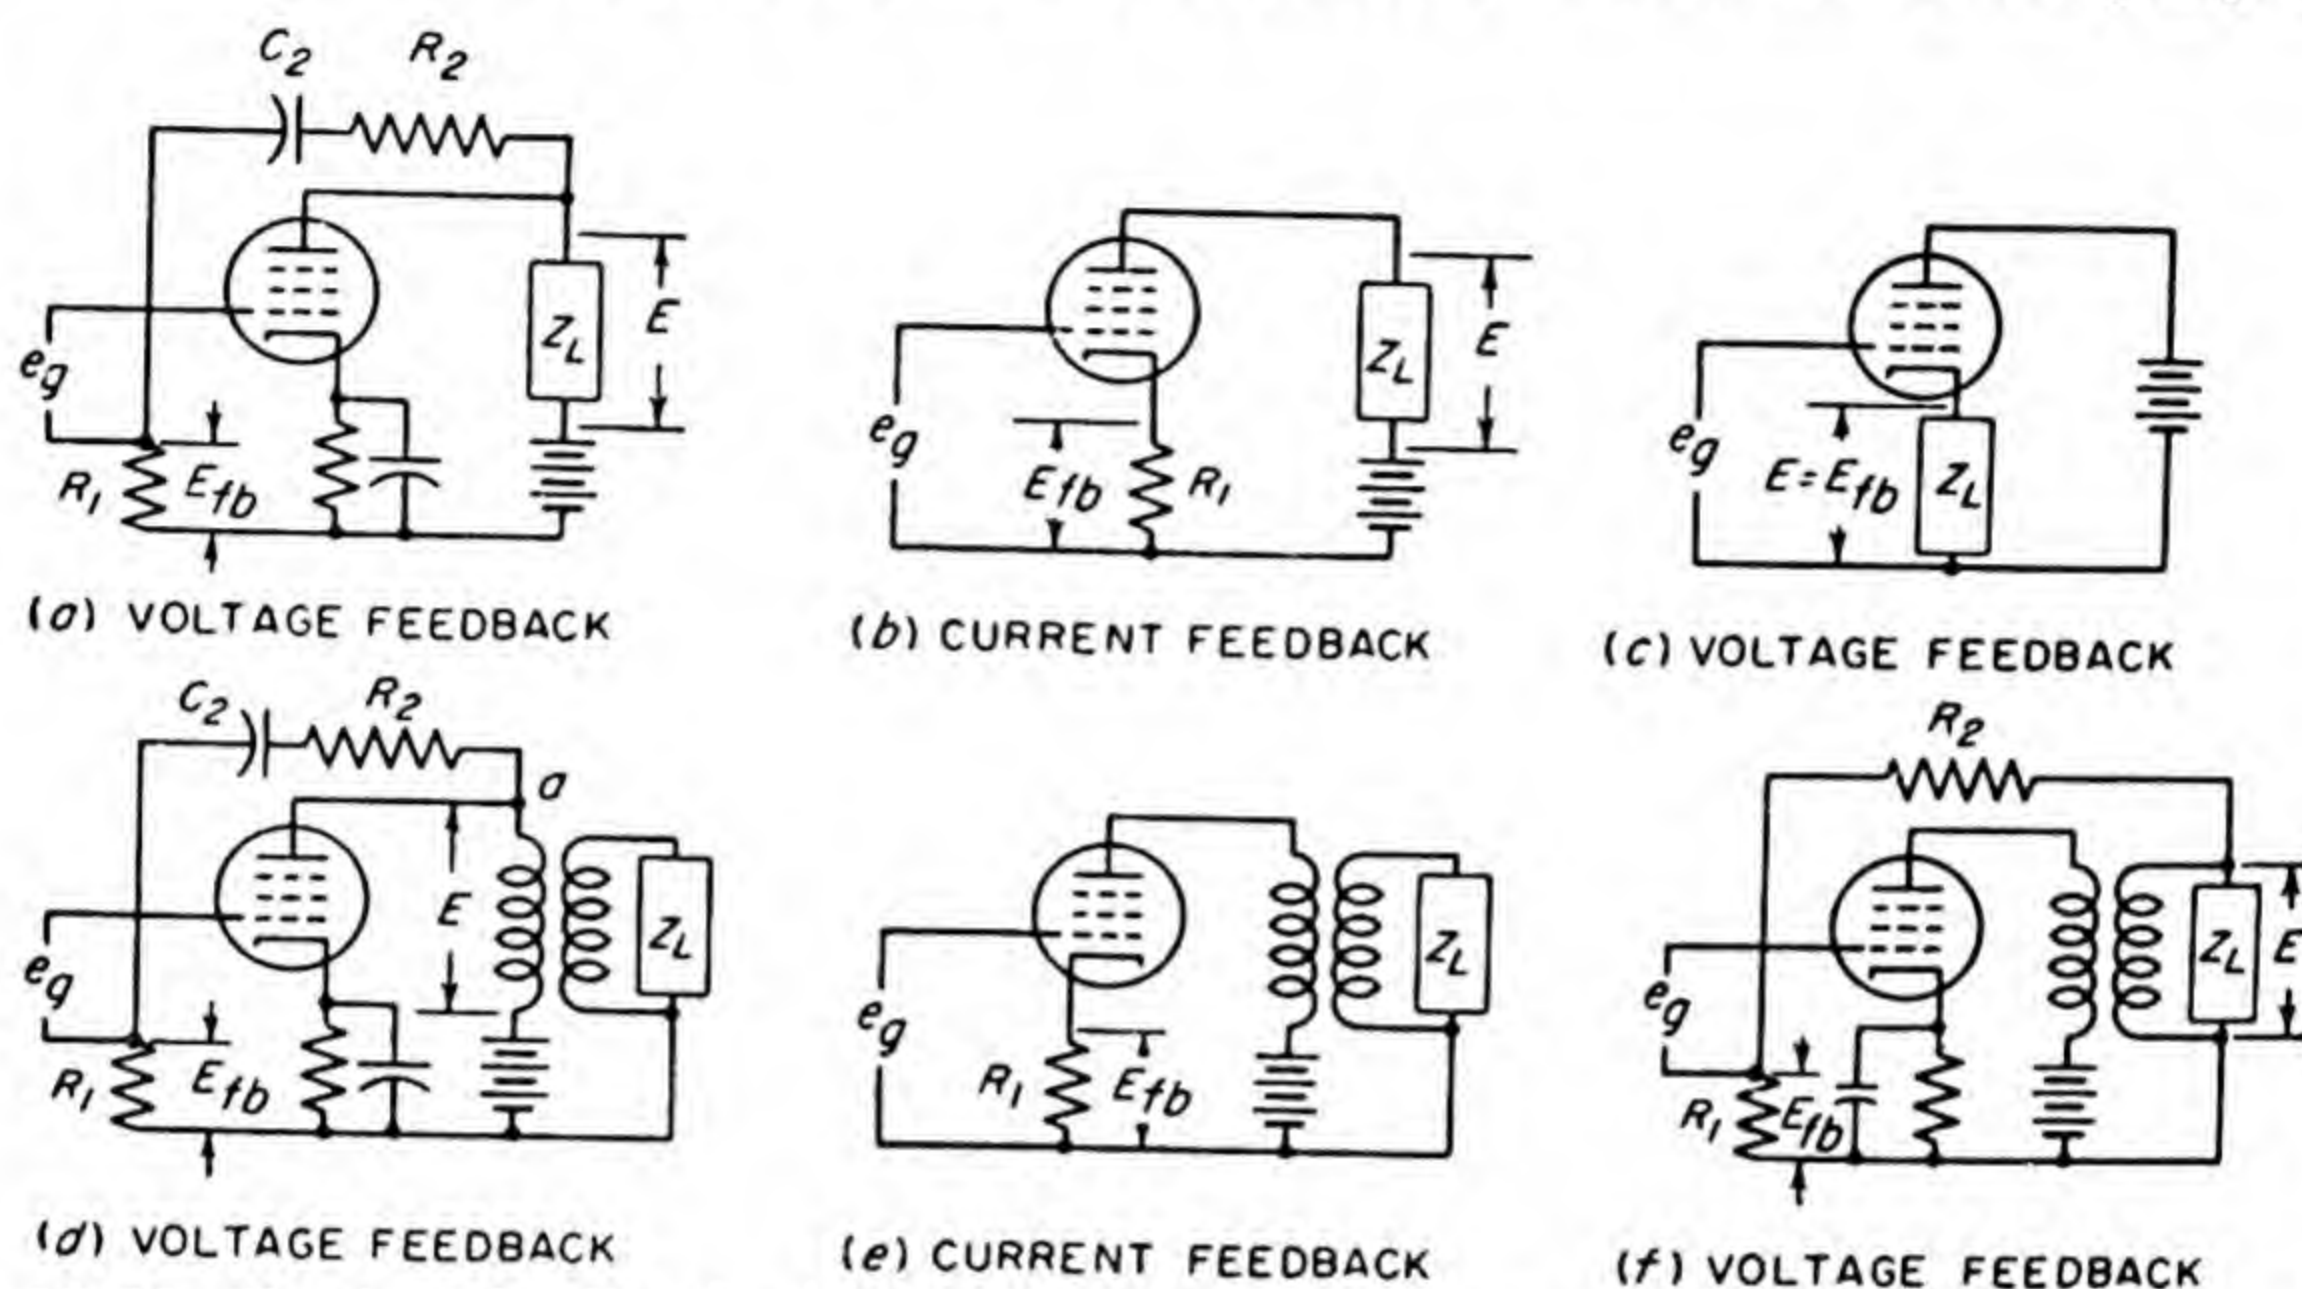 C2 R2
eg
R1 Efb
ZL
E
(a) VOLTAGE FEEDBACK
eg
Efb R1
ZL
E
(b) CURRENT FEEDBACK
eg
E=Efb ZL
(c) VOLTAGE FEEDBACK
C2 R2
a
E
eg
ZL
R1 Efb
(d) VOLTAGE FEEDBACK
eg
ZL
R1 Efb
(e) CURRENT FEEDBACK
R2
eg
ZL E
R1 Efb
(f) VOLTAGE FEEDBACK